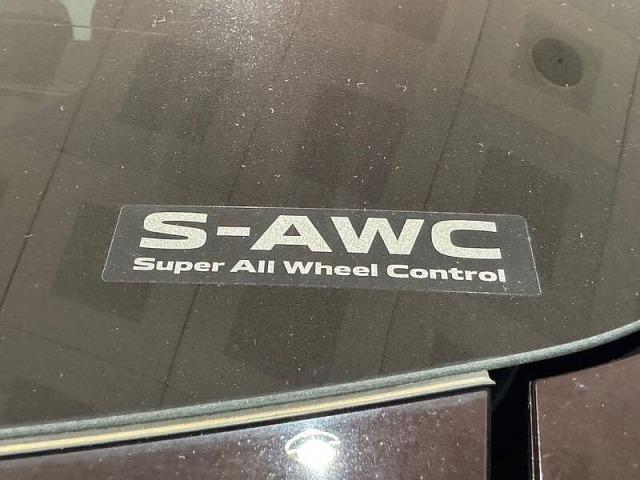 S-AWC
Super All Wheel Control